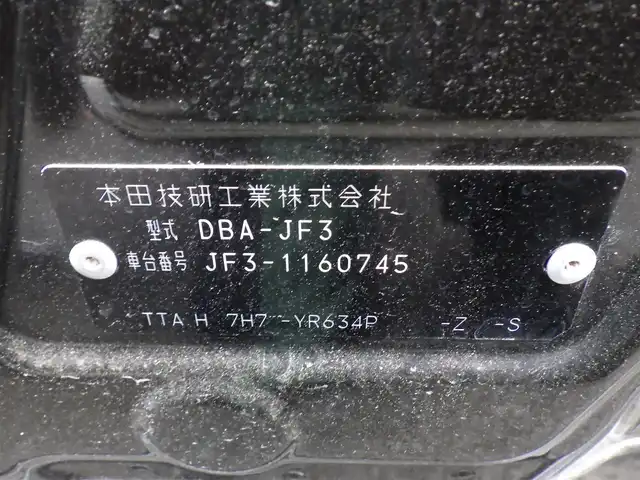 本田技研工業株式会社
型式 DBA-JF3
車台番号 JF3-1160745
TTA H 7H7 -YR634P -Z -S